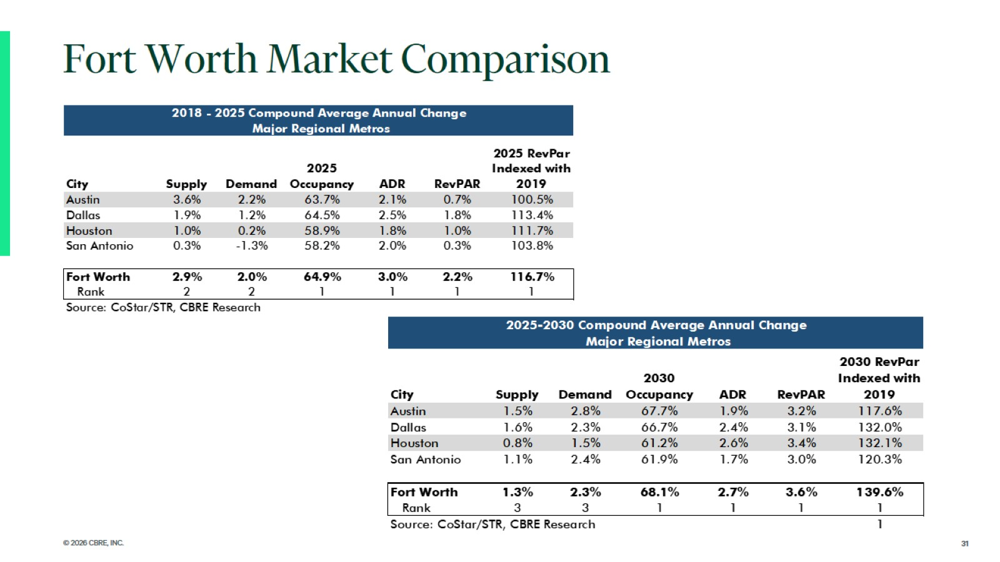 Fort Worth Market Comparison
2018 - 2025 Compound Average Annual Change
Major Regional Metros
2025 RevPar
2025 Indexed with
City Supply Demand Occupancy ADR RevPAR 2019
Austin 3.6% 2.2% 63.7% 2.1% 0.7% 100.5%
Dallas 1.9% 1.2% 64.5% 2.5% 1.8% 113.4%
Houston 1.0% 0.2% 58.9% 1.8% 1.0% 111.7%
San Antonio 0.3% -1.3% 58.2% 2.0% 0.3% 103.8%
Fort Worth 2.9% 2.0% 64.9% 3.0% 2.2% 116.7%
Rank 2 2 1 1 1 1
Source: CoStar/STR, CBRE Research
2025-2030 Compound Average Annual Change
Major Regional Metros
2030 RevPar
2030 Indexed with
City Supply Demand Occupancy ADR RevPAR 2019
Austin 1.5% 2.8% 67.7% 1.9% 3.2% 117.6%
Dallas 1.6% 2.3% 66.7% 2.4% 3.1% 132.0%
Houston 0.8% 1.5% 61.2% 2.6% 3.4% 132.1%
San Antonio 1.1% 2.4% 61.9% 1.7% 3.0% 120.3%
Fort Worth 1.3% 2.3% 68.1% 2.7% 3.6% 139.6%
Rank 3 3 1 1 1 1
Source: CoStar/STR, CBRE Research 1
© 2026 CBRE, INC.
31